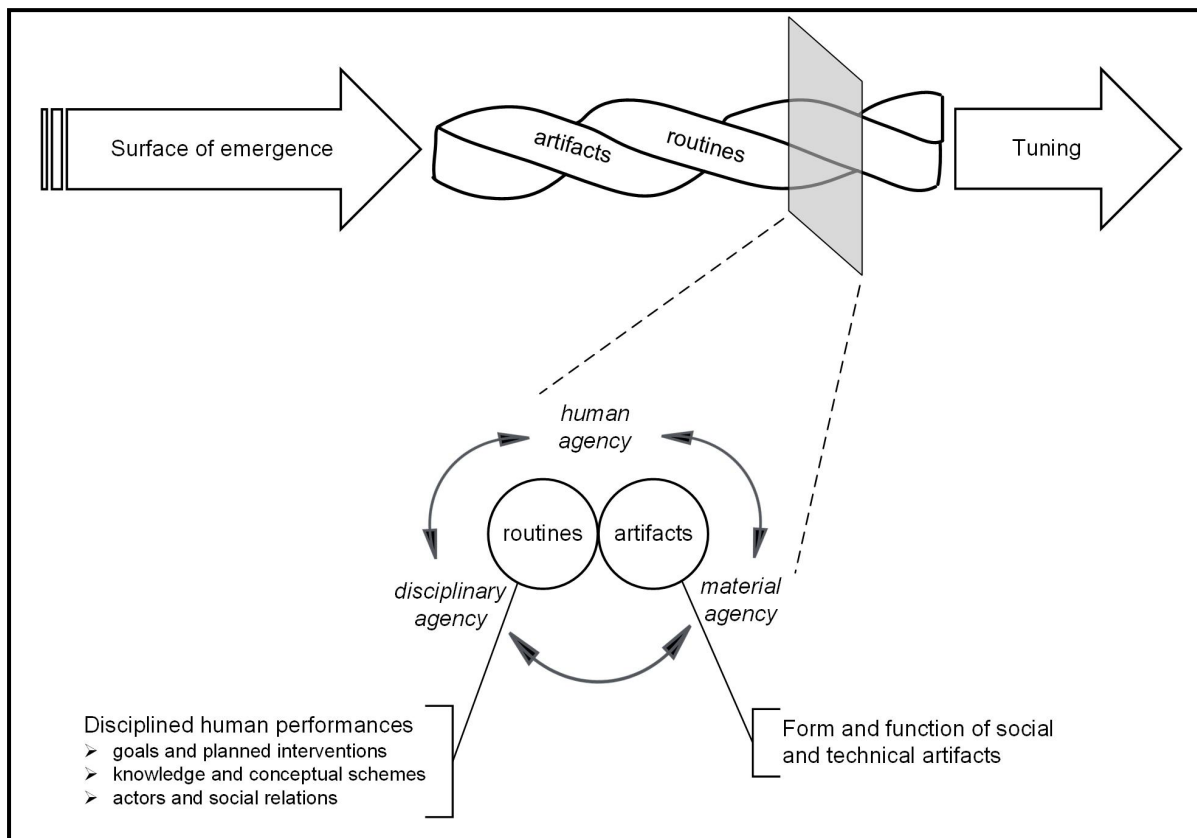 Surface of emergence
artifacts
routines
Tuning
human
agency
routines
artifacts
disciplinary
agency
material
agency
Disciplined human performances
➢ goals and planned interventions
➢ knowledge and conceptual schemes
➢ actors and social relations
Form and function of social
and technical artifacts